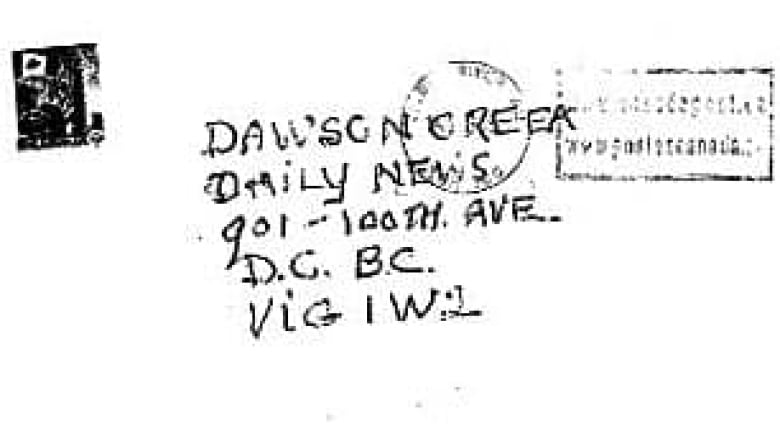 DAWSON CREEK
DAILY NEWS
901-100TH. AVE.
D.C. B.C.
V1G 1W2